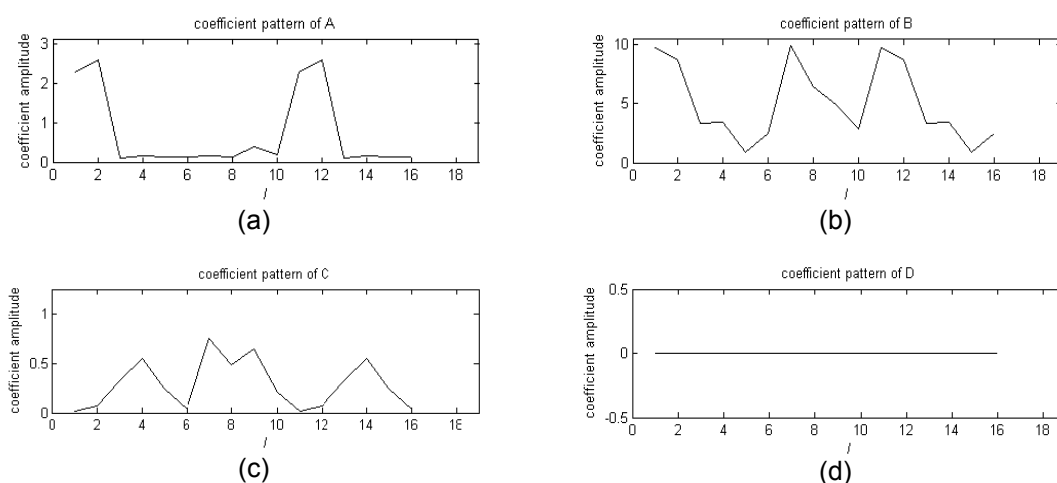 coefficient pattern of A
coefficient amplitude
3
2
1
0
0 2 4 6 8 10 12 14 16 18
l
(a)
coefficient pattern of B
coefficient amplitude
10
5
0
0 2 4 6 8 10 12 14 16 18
l
(b)
coefficient pattern of C
coefficient amplitude
1
0.5
0
0 2 4 6 8 10 12 14 16 18
l
(c)
coefficient pattern of D
coefficient amplitude
0.5
0
-0.5
0 2 4 6 8 10 12 14 16 18
l
(d)